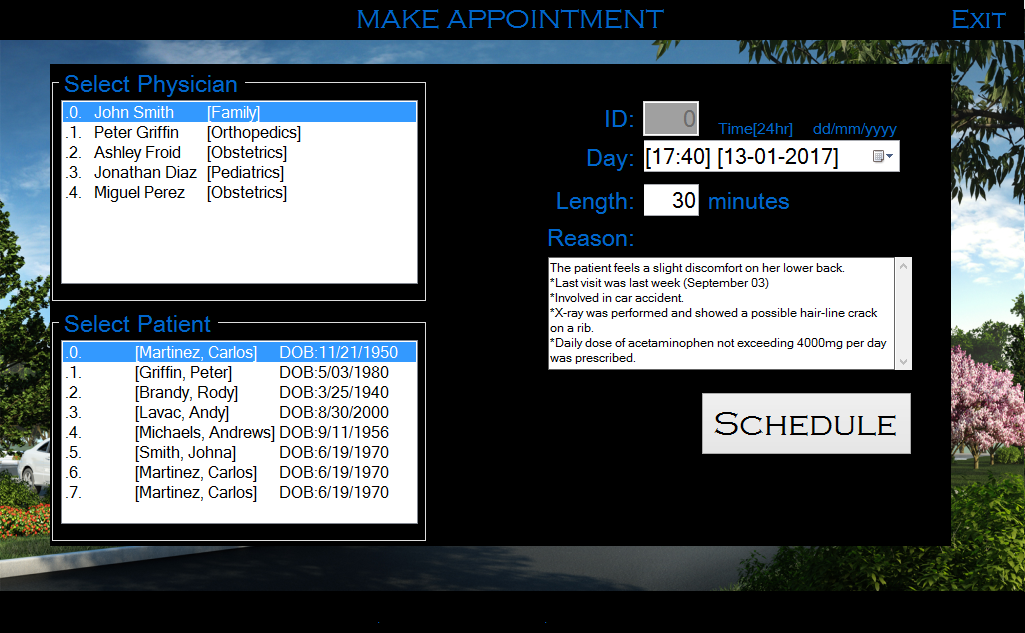 MAKE APPOINTMENT
EXIT
Select Physician
.0. John Smith [Family]
.1. Peter Griffin [Orthopedics]
.2. Ashley Froid [Obstetrics]
.3. Jonathan Diaz [Pediatrics]
.4. Miguel Perez [Obstetrics]
Select Patient
.0. [Martinez, Carlos] DOB:11/21/1950
.1. [Griffin, Peter] DOB:5/03/1980
.2. [Brandy, Rody] DOB:3/25/1940
.3. [Lavac, Andy] DOB:8/30/2000
.4. [Michaels, Andrews] DOB:9/11/1956
.5. [Smith, Johna] DOB:6/19/1970
.6. [Martinez, Carlos] DOB:6/19/1970
.7. [Martinez, Carlos] DOB:6/19/1970
ID: 0
Time[24hr] dd/mm/yyyy
Day: [17:40] [13-01-2017]
Length: 30 minutes
Reason:
The patient feels a slight discomfort on her lower back.
*Last visit was last week (September 03)
*Involved in car accident.
*X-ray was performed and showed a possible hair-line crack
on a rib.
*Daily dose of acetaminophen not exceeding 4000mg per day
was prescribed.
SCHEDULE